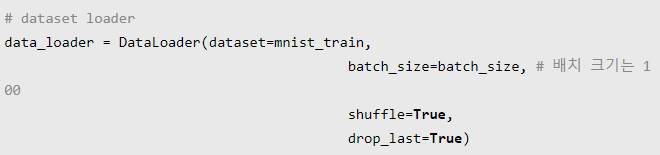 # dataset loader
data_loader = DataLoader(dataset=mnist_train,
                                          batch_size=batch_size, # 배치 크기는 1
00
                                          shuffle=True,
                                          drop_last=True)